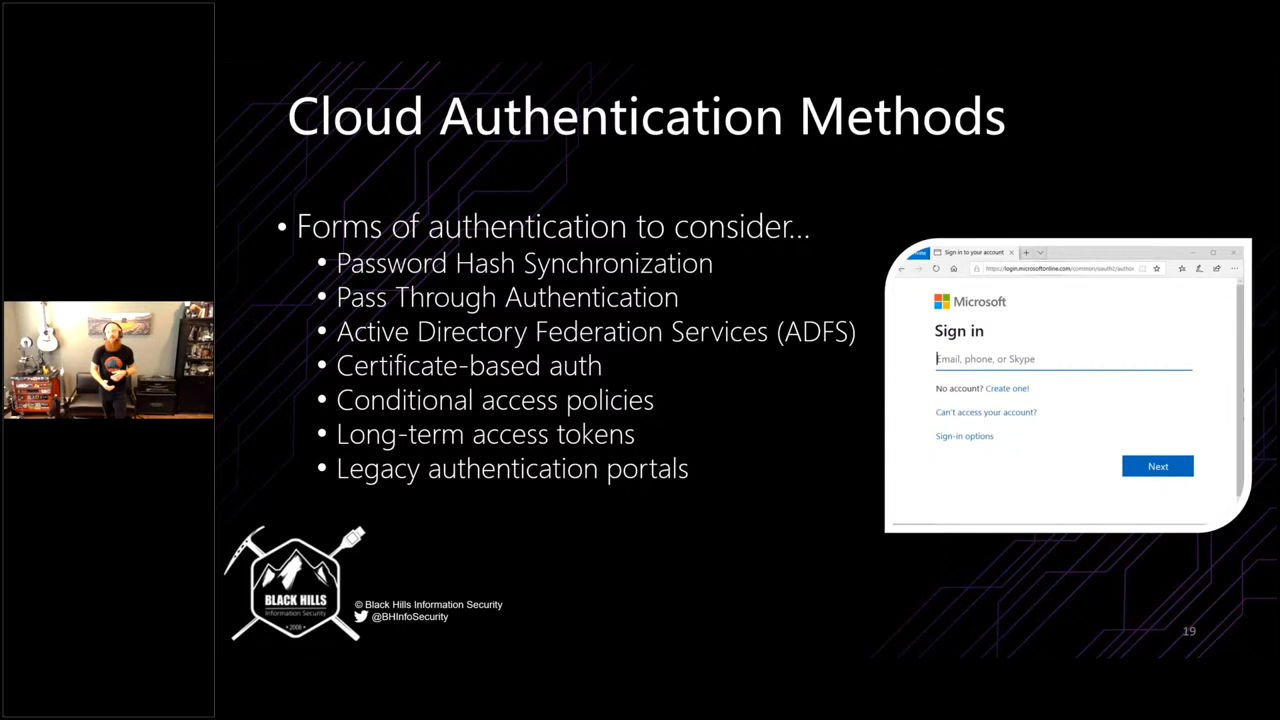 Cloud Authentication Methods
• Forms of authentication to consider...
• Password Hash Synchronization
• Pass Through Authentication
• Active Directory Federation Services (ADFS)
• Certificate-based auth
• Conditional access policies
• Long-term access tokens
• Legacy authentication portals
Sign in to your account
https://login.microsoftonline.com/common/oauth2/author
Microsoft
Sign in
Email, phone, or Skype
No account? Create one!
Can't access your account?
Sign-in options
Next
BLACK HILLS
Information Security
• 2008 •
© Black Hills Information Security
@BHInfoSecurity
19